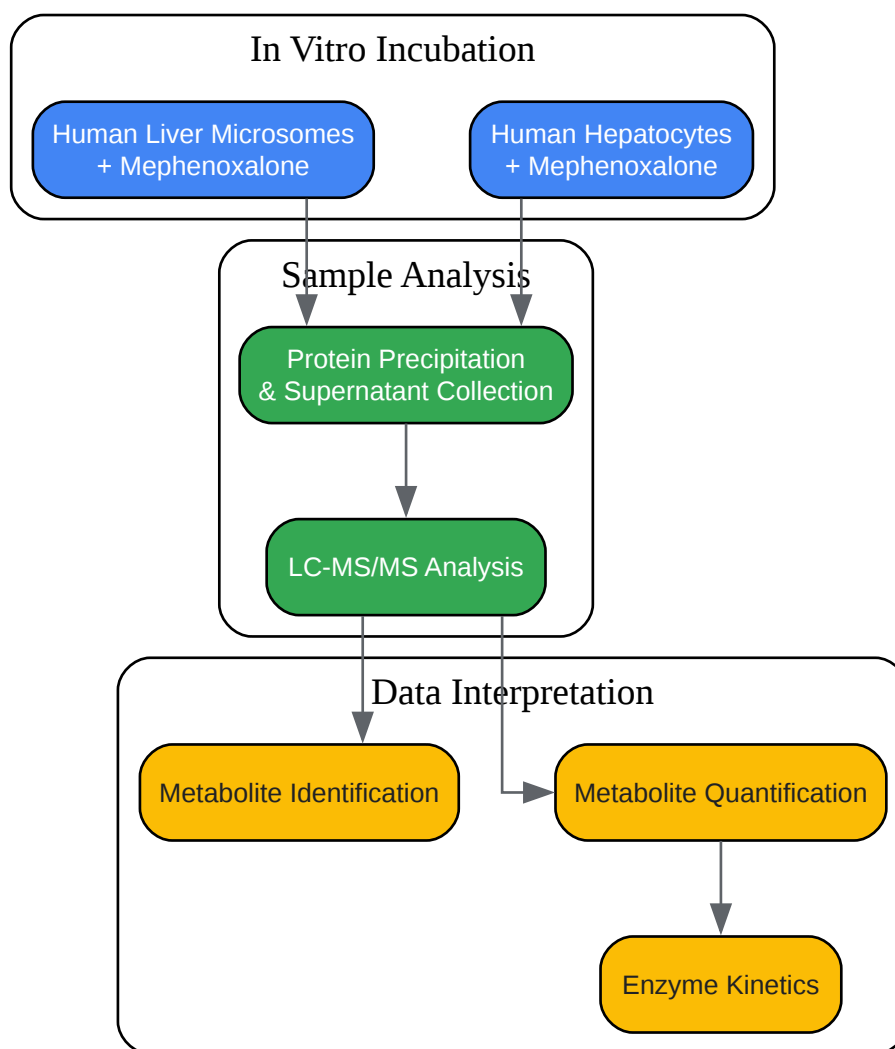 In Vitro Incubation
Human Liver Microsomes
+ Mephenoxalone
Human Hepatocytes
+ Mephenoxalone
Sample Analysis
Protein Precipitation
& Supernatant Collection
LC-MS/MS Analysis
Data Interpretation
Metabolite Identification
Metabolite Quantification
Enzyme Kinetics